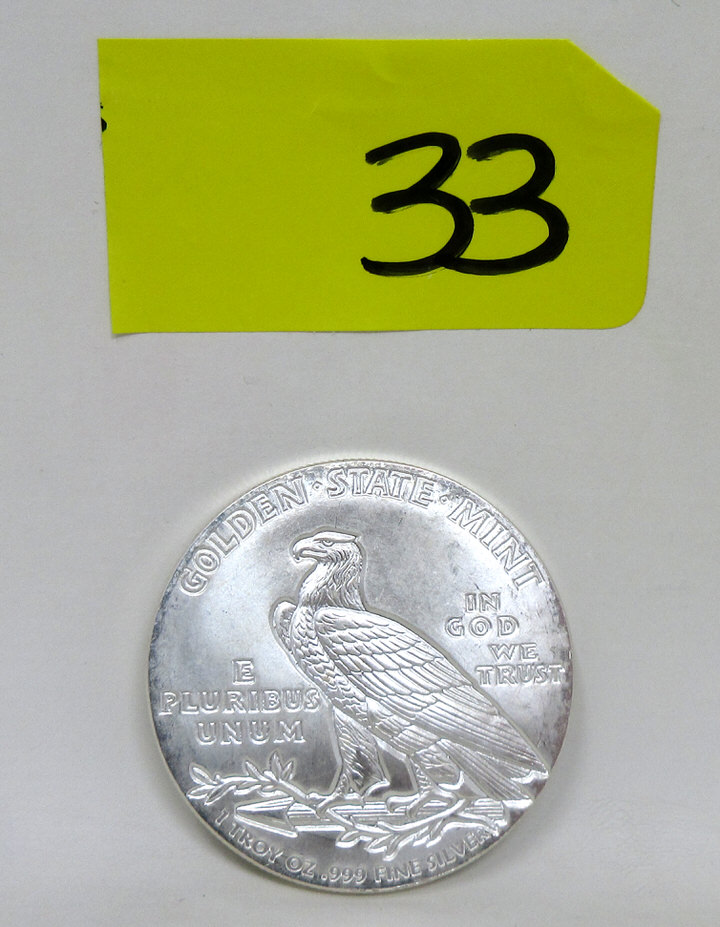 33
GOLDEN · STATE · MINT
IN
GOD
WE
TRUST
E
PLURIBUS
UNUM
1 TROY OZ .999 FINE SILVER